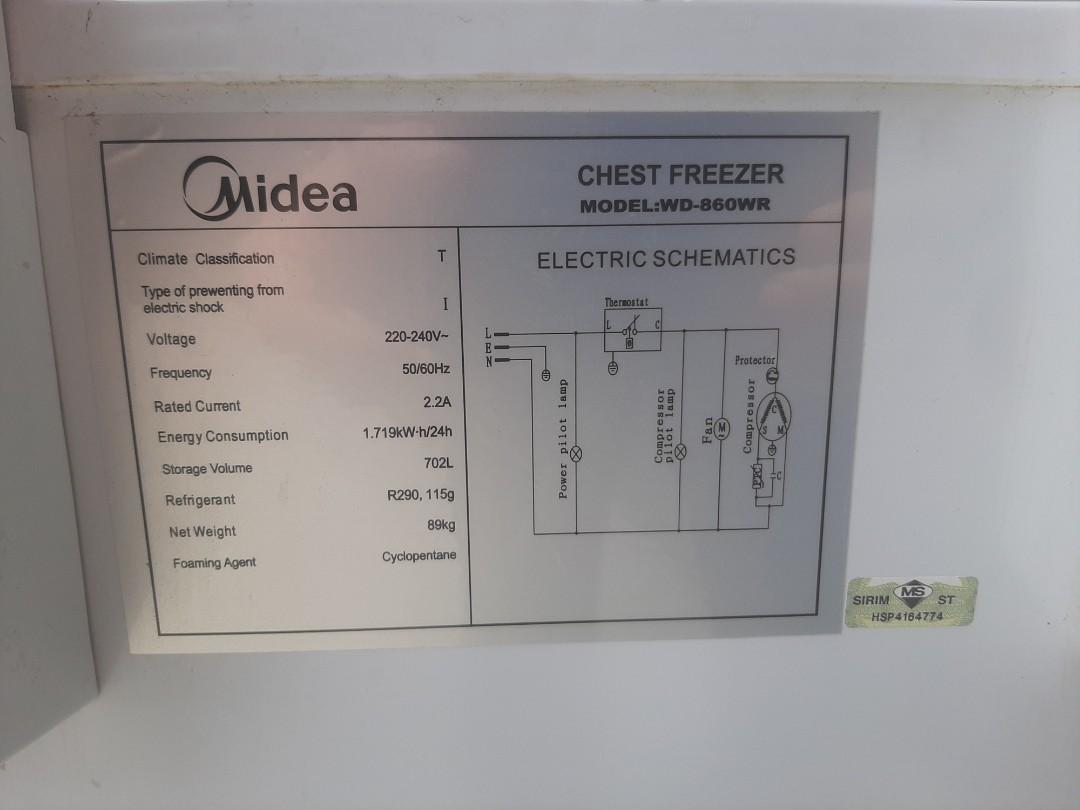 Midea
CHEST FREEZER
MODEL:WD-860WR
Climate Classification T
Type of prewenting from
electric shock I
Voltage 220-240V~
Frequency 50/60Hz
Rated Current 2.2A
Energy Consumption 1.719kW·h/24h
Storage Volume 702L
Refrigerant R290, 115g
Net Weight 89kg
Foaming Agent Cyclopentane
ELECTRIC SCHEMATICS
Thermostat
L
E
N
L C
Power pilot lamp
Compressor
pilot lamp
Fan
M
Protector
Compressor
C
S M
PTC
C
SIRIM MS ST
HSP4164774